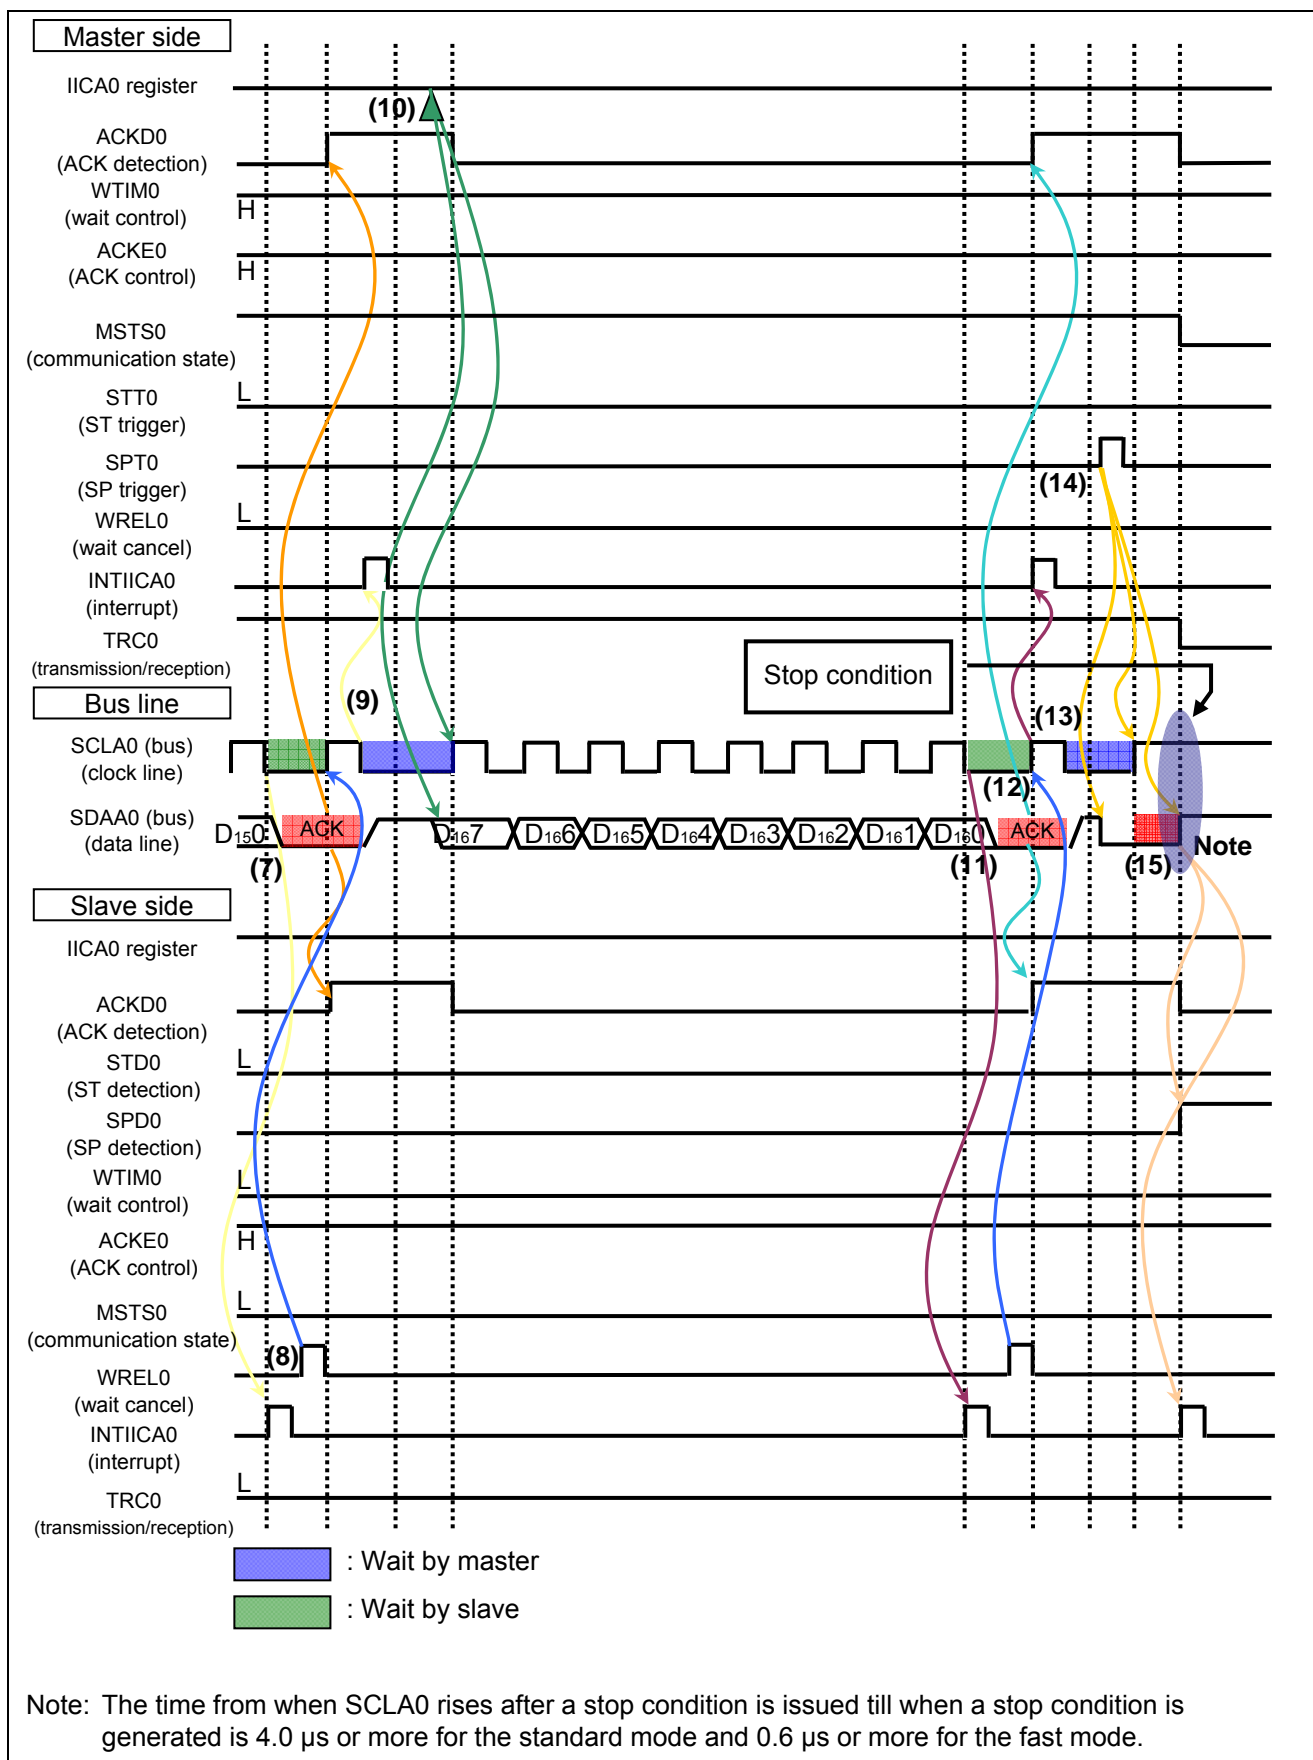 Master side
IICA0 register
(10)
ACKD0
(ACK detection)
WTIM0
(wait control)
H
ACKE0
(ACK control)
H
MSTS0
(communication state)
STT0
(ST trigger)
L
SPT0
(SP trigger)
(14)
WREL0
(wait cancel)
L
INTIICA0
(interrupt)
TRC0
(transmission/reception)
Stop condition
Bus line
(9)
(13)
SCLA0 (bus)
(clock line)
(12)
SDAA0 (bus)
(data line)
D150 ACK D167 D166 D165 D164 D163 D162 D161 D160 ACK
Note
(7)
(11)
(15)
Slave side
IICA0 register
ACKD0
(ACK detection)
STD0
(ST detection)
L
SPD0
(SP detection)
WTIM0
(wait control)
L
ACKE0
(ACK control)
H
MSTS0
(communication state)
L
(8)
WREL0
(wait cancel)
INTIICA0
(interrupt)
TRC0
(transmission/reception)
L
: Wait by master
: Wait by slave
Note: The time from when SCLA0 rises after a stop condition is issued till when a stop condition is
generated is 4.0 µs or more for the standard mode and 0.6 µs or more for the fast mode.